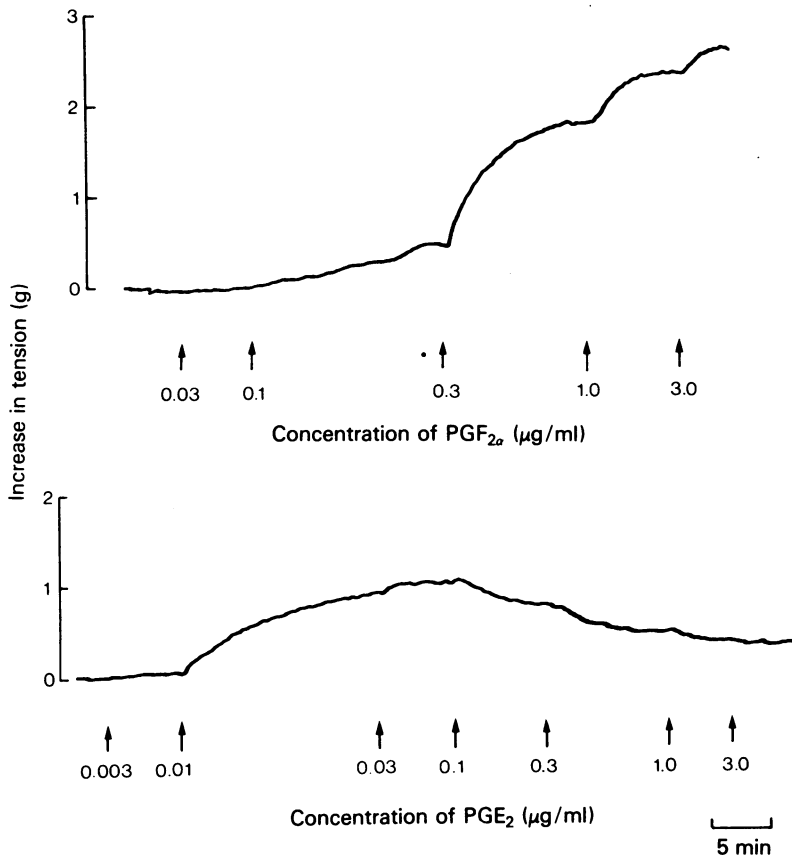 3
2
1
0
0.03 0.1 0.3 1.0 3.0
Concentration of PGF2α (μg/ml)
Increase in tension (g)
2
1
0
0.003 0.01 0.03 0.1 0.3 1.0 3.0
Concentration of PGE2 (μg/ml)
5 min